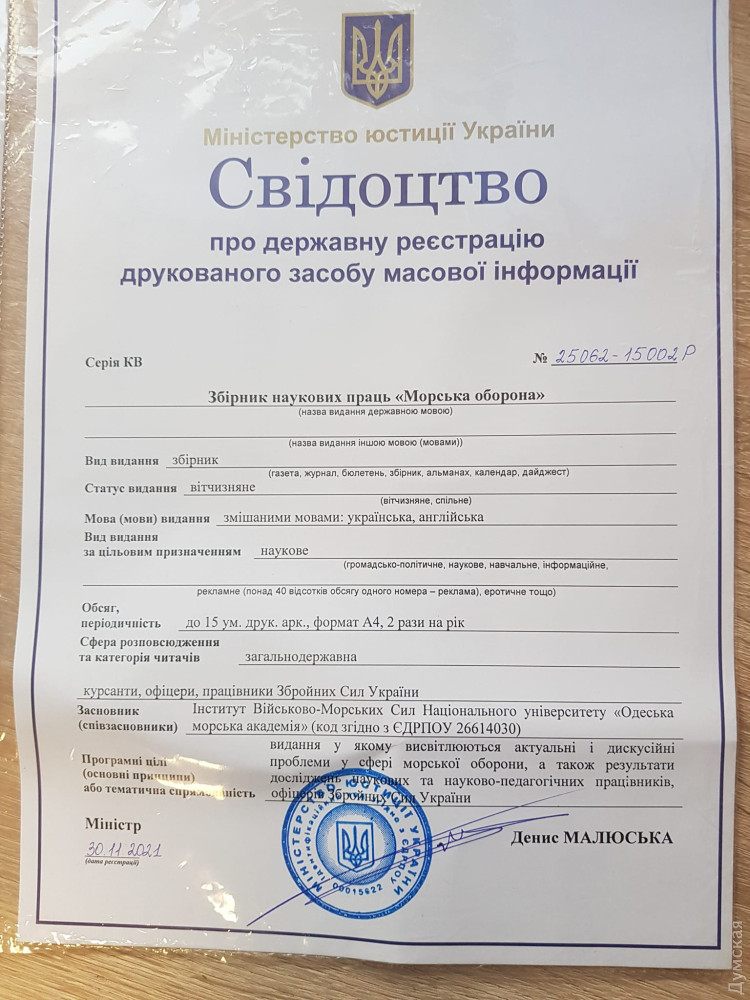 Міністерство юстиції України
Свідоцтво
про державну реєстрацію
друкованого засобу масової інформації
Серія КВ № 25062-15002Р
Збірник наукових праць «Морська оборона»
(назва видання державною мовою)
(назва видання іншою мовою (мовами))
Вид видання збірник
(газета, журнал, бюлетень, збірник, альманах, календар, дайджест)
Статус видання вітчизняне
(вітчизняне, спільне)
Мова (мови) видання змішаними мовами: українська, англійська
Вид видання
за цільовим призначенням наукове
(громадсько-політичне, наукове, навчальне, інформаційне,
рекламне (понад 40 відсотків обсягу одного номера – реклама), еротичне тощо)
Обсяг,
періодичність до 15 ум. друк. арк., формат А4, 2 рази на рік
Сфера розповсюдження
та категорія читачів загальнодержавна
курсанти, офіцери, працівники Збройних Сил України
Засновник Інститут Військово-Морських Сил Національного університету «Одеська
(співзасновники) морська академія» (код згідно з ЄДРПОУ 26614030)
видання у якому висвітлюються актуальні і дискусійні
Програмні цілі проблеми у сфері морської оборони, а також результати
(основні принципи) досліджень наукових та науково-педагогічних працівників,
або тематична спрямованість офіцерів Збройних Сил України
Міністр Денис МАЛЮСЬКА
30.11.2021
(дата реєстрації)
МІНІСТЕРСТВО ЮСТИЦІЇ УКРАЇНИ
00015622
Думская